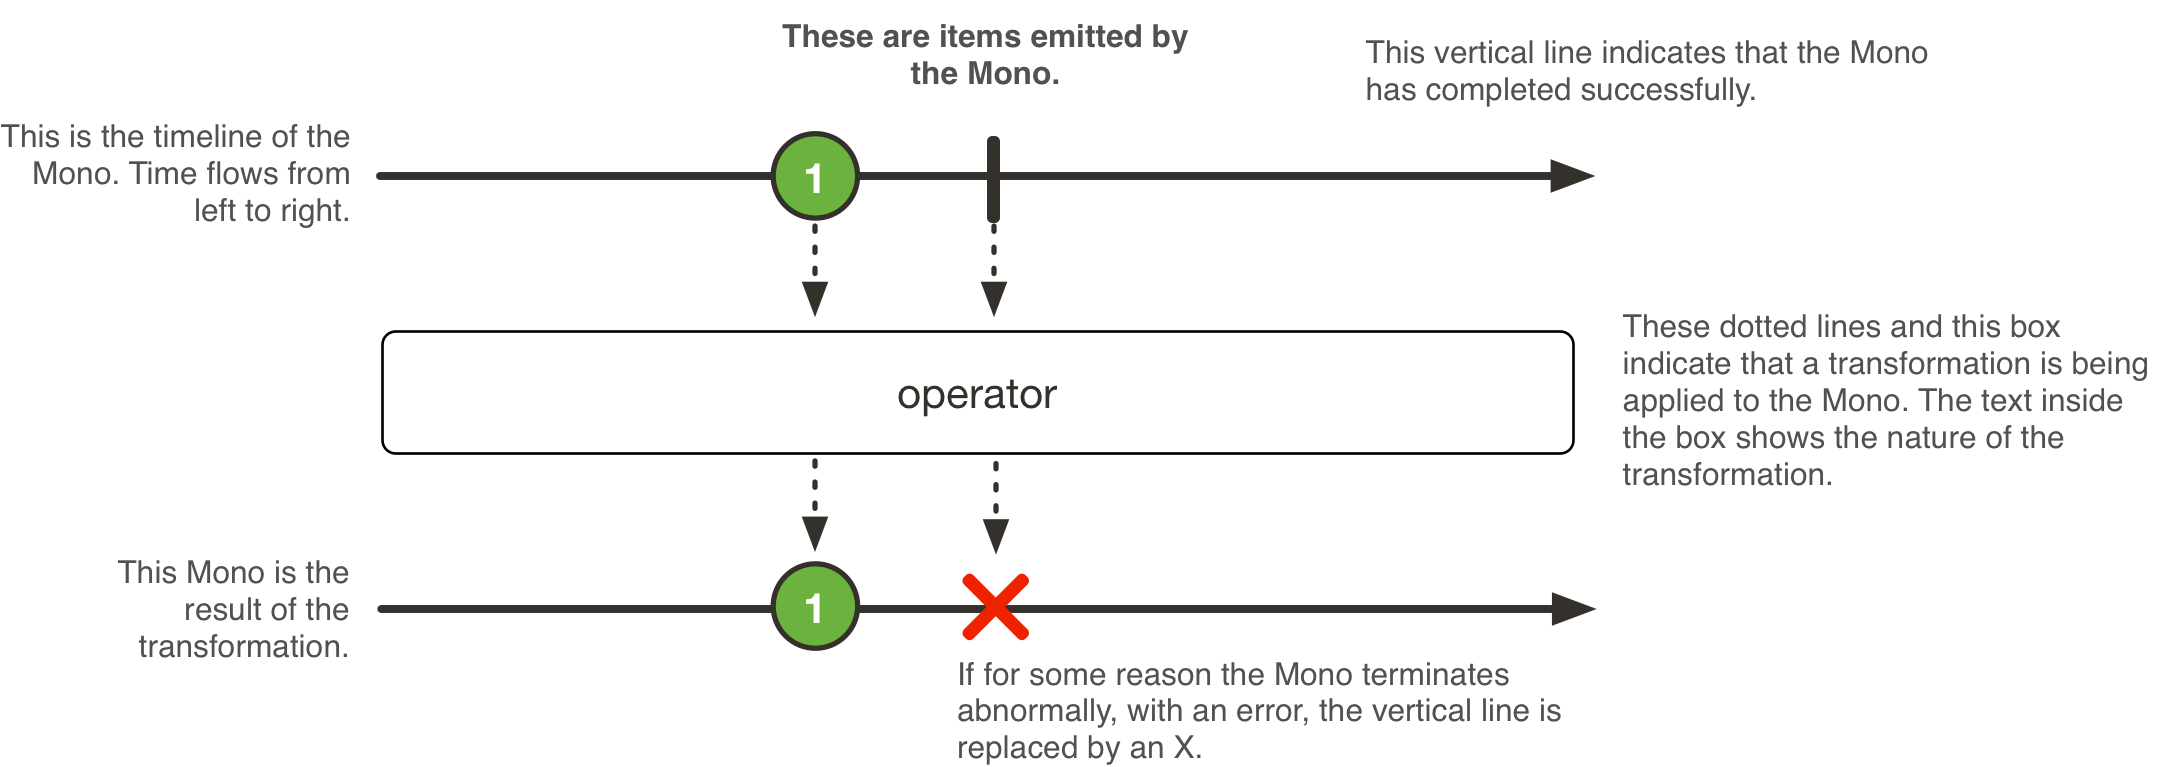 These are items emitted by
the Mono.
This vertical line indicates that the Mono
has completed successfully.
This is the timeline of the
Mono. Time flows from
left to right.
1
operator
These dotted lines and this box
indicate that a transformation is being
applied to the Mono. The text inside
the box shows the nature of the
transformation.
This Mono is the
result of the
transformation.
1
If for some reason the Mono terminates
abnormally, with an error, the vertical line is
replaced by an X.